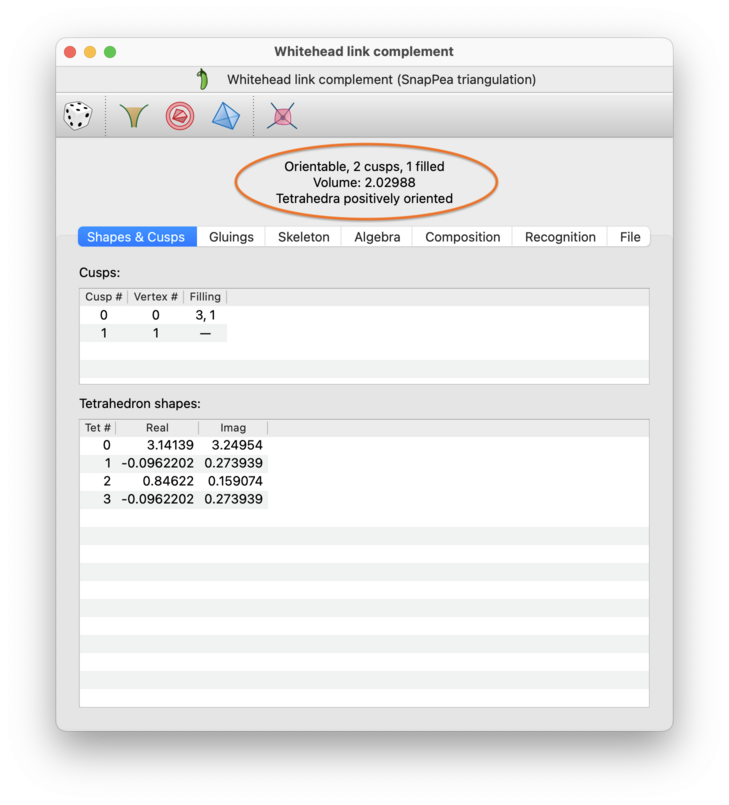 Whitehead link complement
Whitehead link complement (SnapPea triangulation)
Orientable, 2 cusps, 1 filled
Volume: 2.02988
Tetrahedra positively oriented
Shapes & Cusps Gluings Skeleton Algebra Composition Recognition File
Cusps:
Cusp # Vertex # Filling
0 0 3, 1
1 1 —
Tetrahedron shapes:
Tet # Real Imag
0 3.14139 3.24954
1 -0.0962202 0.273939
2 0.84622 0.159074
3 -0.0962202 0.273939